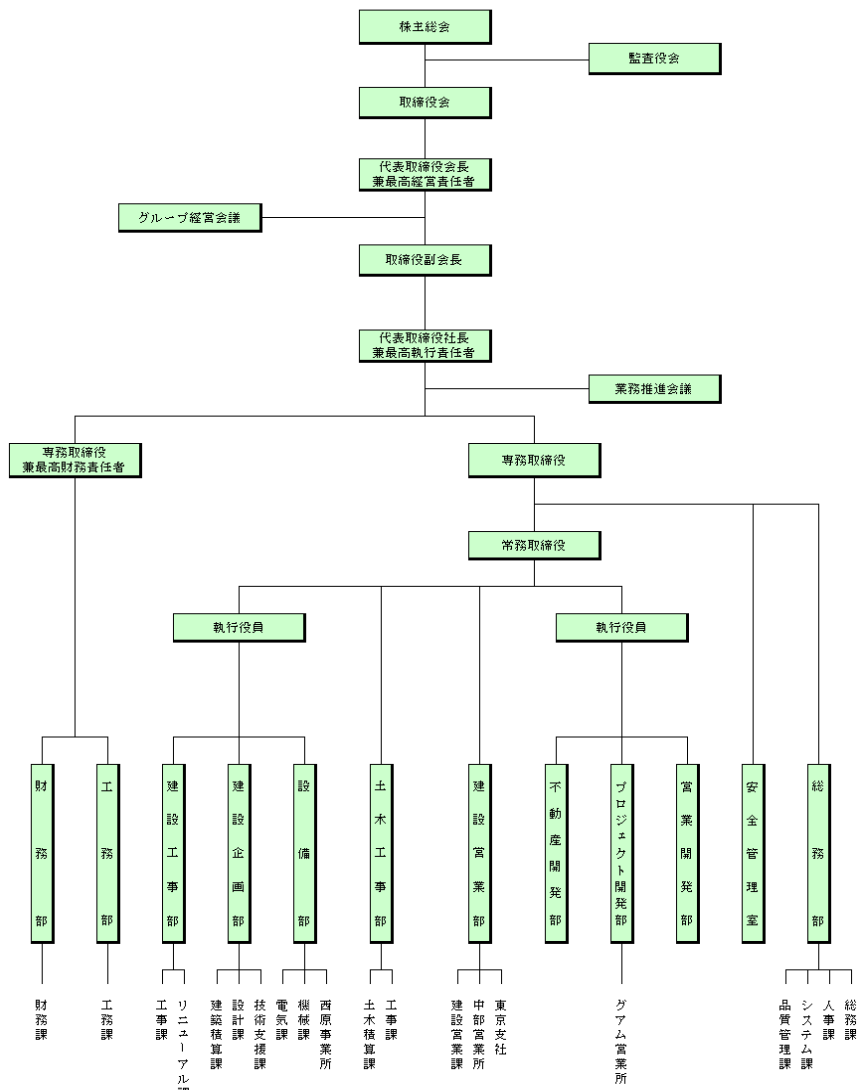 株主総会
監査役会
取締役会
代表取締役会長
兼最高経営責任者
グループ経営会議
取締役副会長
代表取締役社長
兼最高執行責任者
業務推進会議
専務取締役
兼最高財務責任者
専務取締役
常務取締役
執行役員
執行役員
財務部
工務部
建設工事部
建設企画部
設備部
土木工事部
建設営業部
不動産開発部
プロジェクト開発部
営業開発部
安全管理室
総務部
財務課
工務課
工事課
リニューアル課
建築積算課
設計課
技術支援課
電気課
機械課
西原事業所
土木積算課
工事課
建設営業課
中部営業所
東京支社
グアム営業所
品質管理課
システム課
人事課
総務課